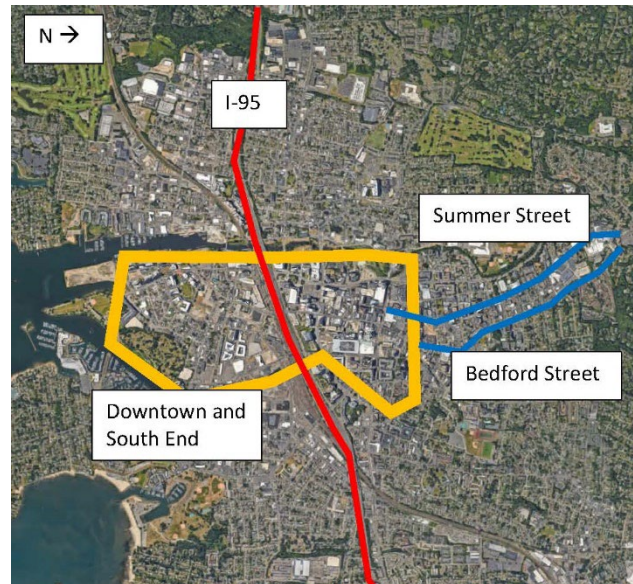 N →
I-95
Summer Street
Bedford Street
Downtown and
South End